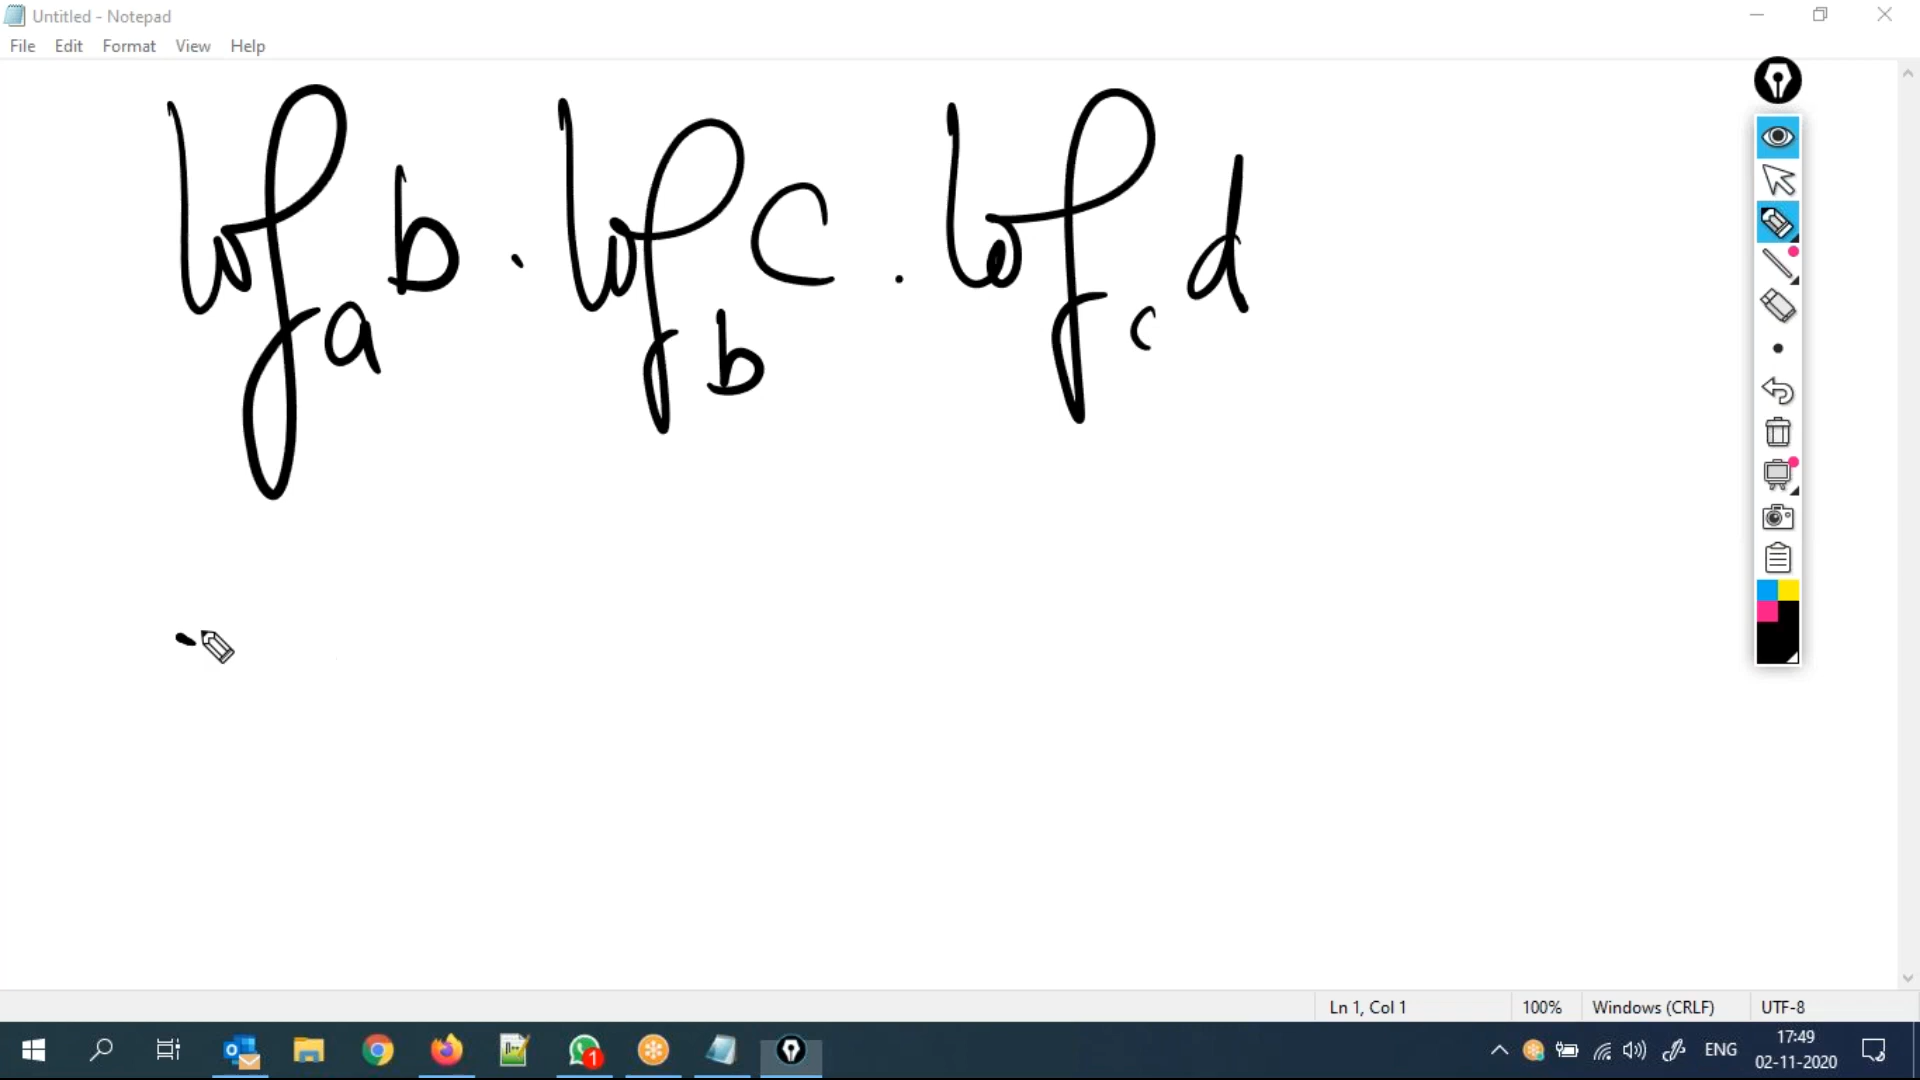 Untitled - Notepad
File Edit Format View Help
log_a b . log_b c . log_c d
Ln 1, Col 1 100% Windows (CRLF) UTF-8
1
ENG
17:49
02-11-2020